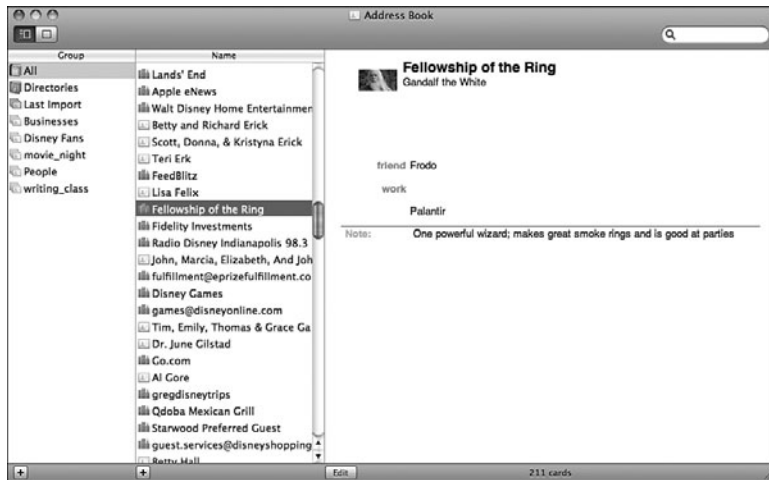 Address Book
Group
All
Directories
Last Import
Businesses
Disney Fans
movie_night
People
writing_class
Name
Lands' End
Apple eNews
Walt Disney Home Entertainmen
Betty and Richard Erick
Scott, Donna, & Kristyna Erick
Teri Erk
FeedBlitz
Lisa Felix
Fellowship of the Ring
Fidelity Investments
Radio Disney Indianapolis 98.3
John, Marcia, Elizabeth, And Joh
fulfillment@eprizefulfillment.co
Disney Games
games@disneyonline.com
Tim, Emily, Thomas & Grace Ga
Dr. June Gilstad
Go.com
Al Gore
gregdisneytrips
Qdoba Mexican Grill
Starwood Preferred Guest
guest.services@disneyshopping
Betty Hall
Fellowship of the Ring
Gandalf the White
friend Frodo
work
Palantir
Note: One powerful wizard; makes great smoke rings and is good at parties
Edit
211 cards